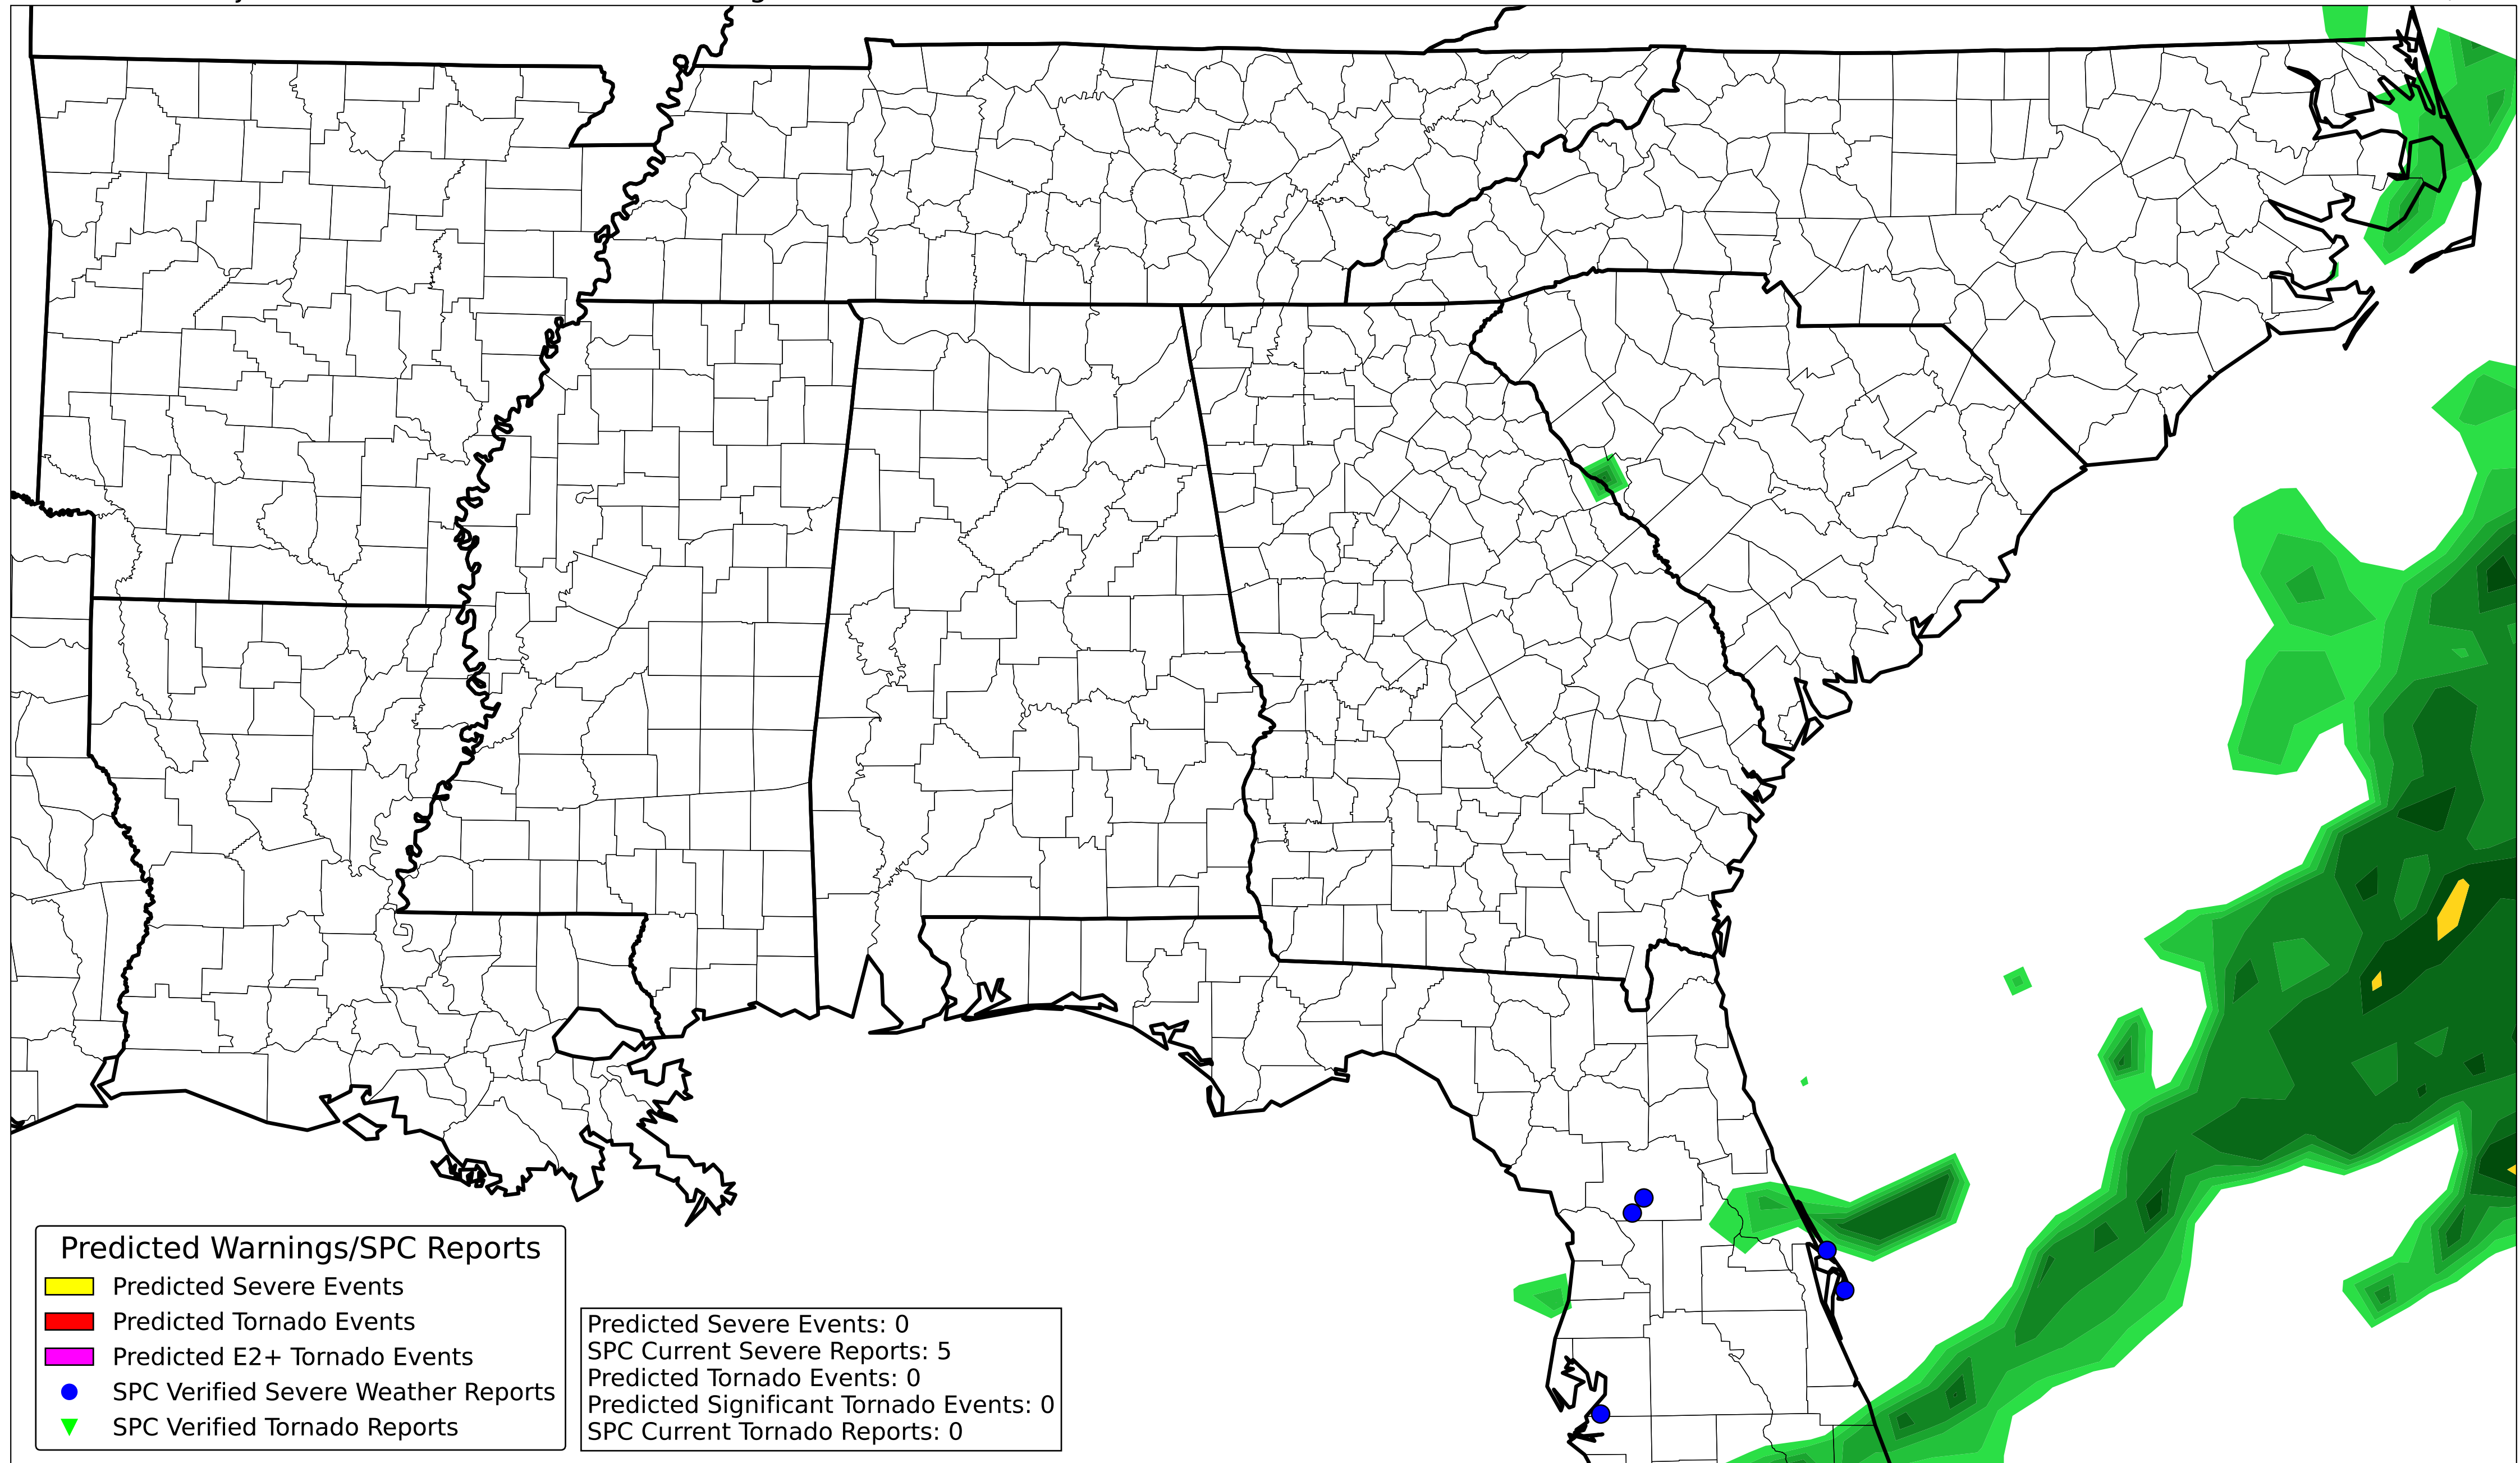 Predicted Warnings/SPC Reports
Predicted Severe Events
Predicted Tornado Events
Predicted E2+ Tornado Events
SPC Verified Severe Weather Reports
SPC Verified Tornado Reports
Predicted Severe Events: 0
SPC Current Severe Reports: 5
Predicted Tornado Events: 0
Predicted Significant Tornado Events: 0
SPC Current Tornado Reports: 0